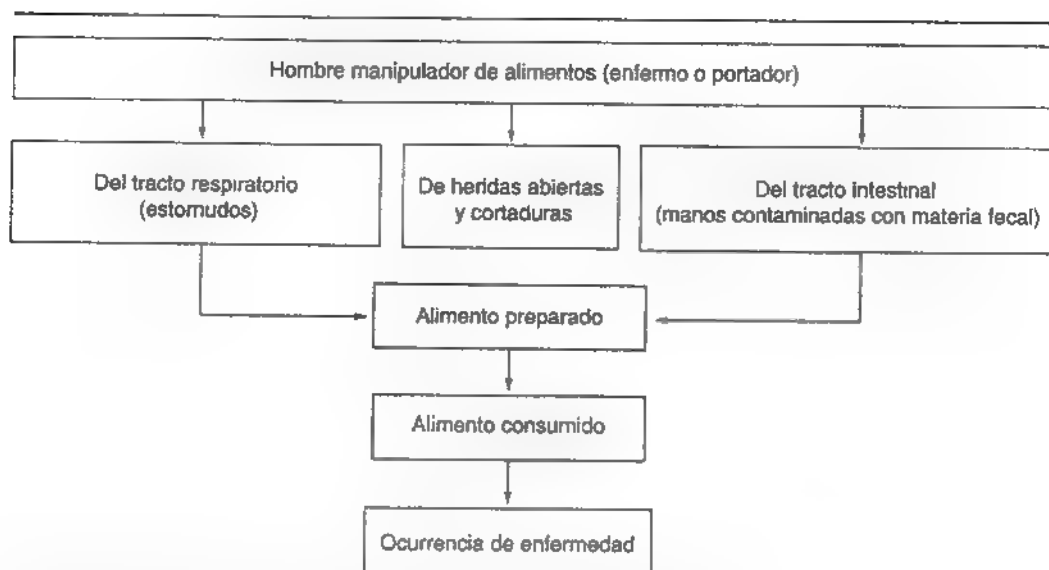 Hombre manipulador de alimentos (enfermo o portador)
Del tracto respiratorio
(estornudos)
De heridas abiertas
y cortaduras
Del tracto intestinal
(manos contaminadas con materia fecal)
Alimento preparado
Alimento consumido
Ocurrencia de enfermedad